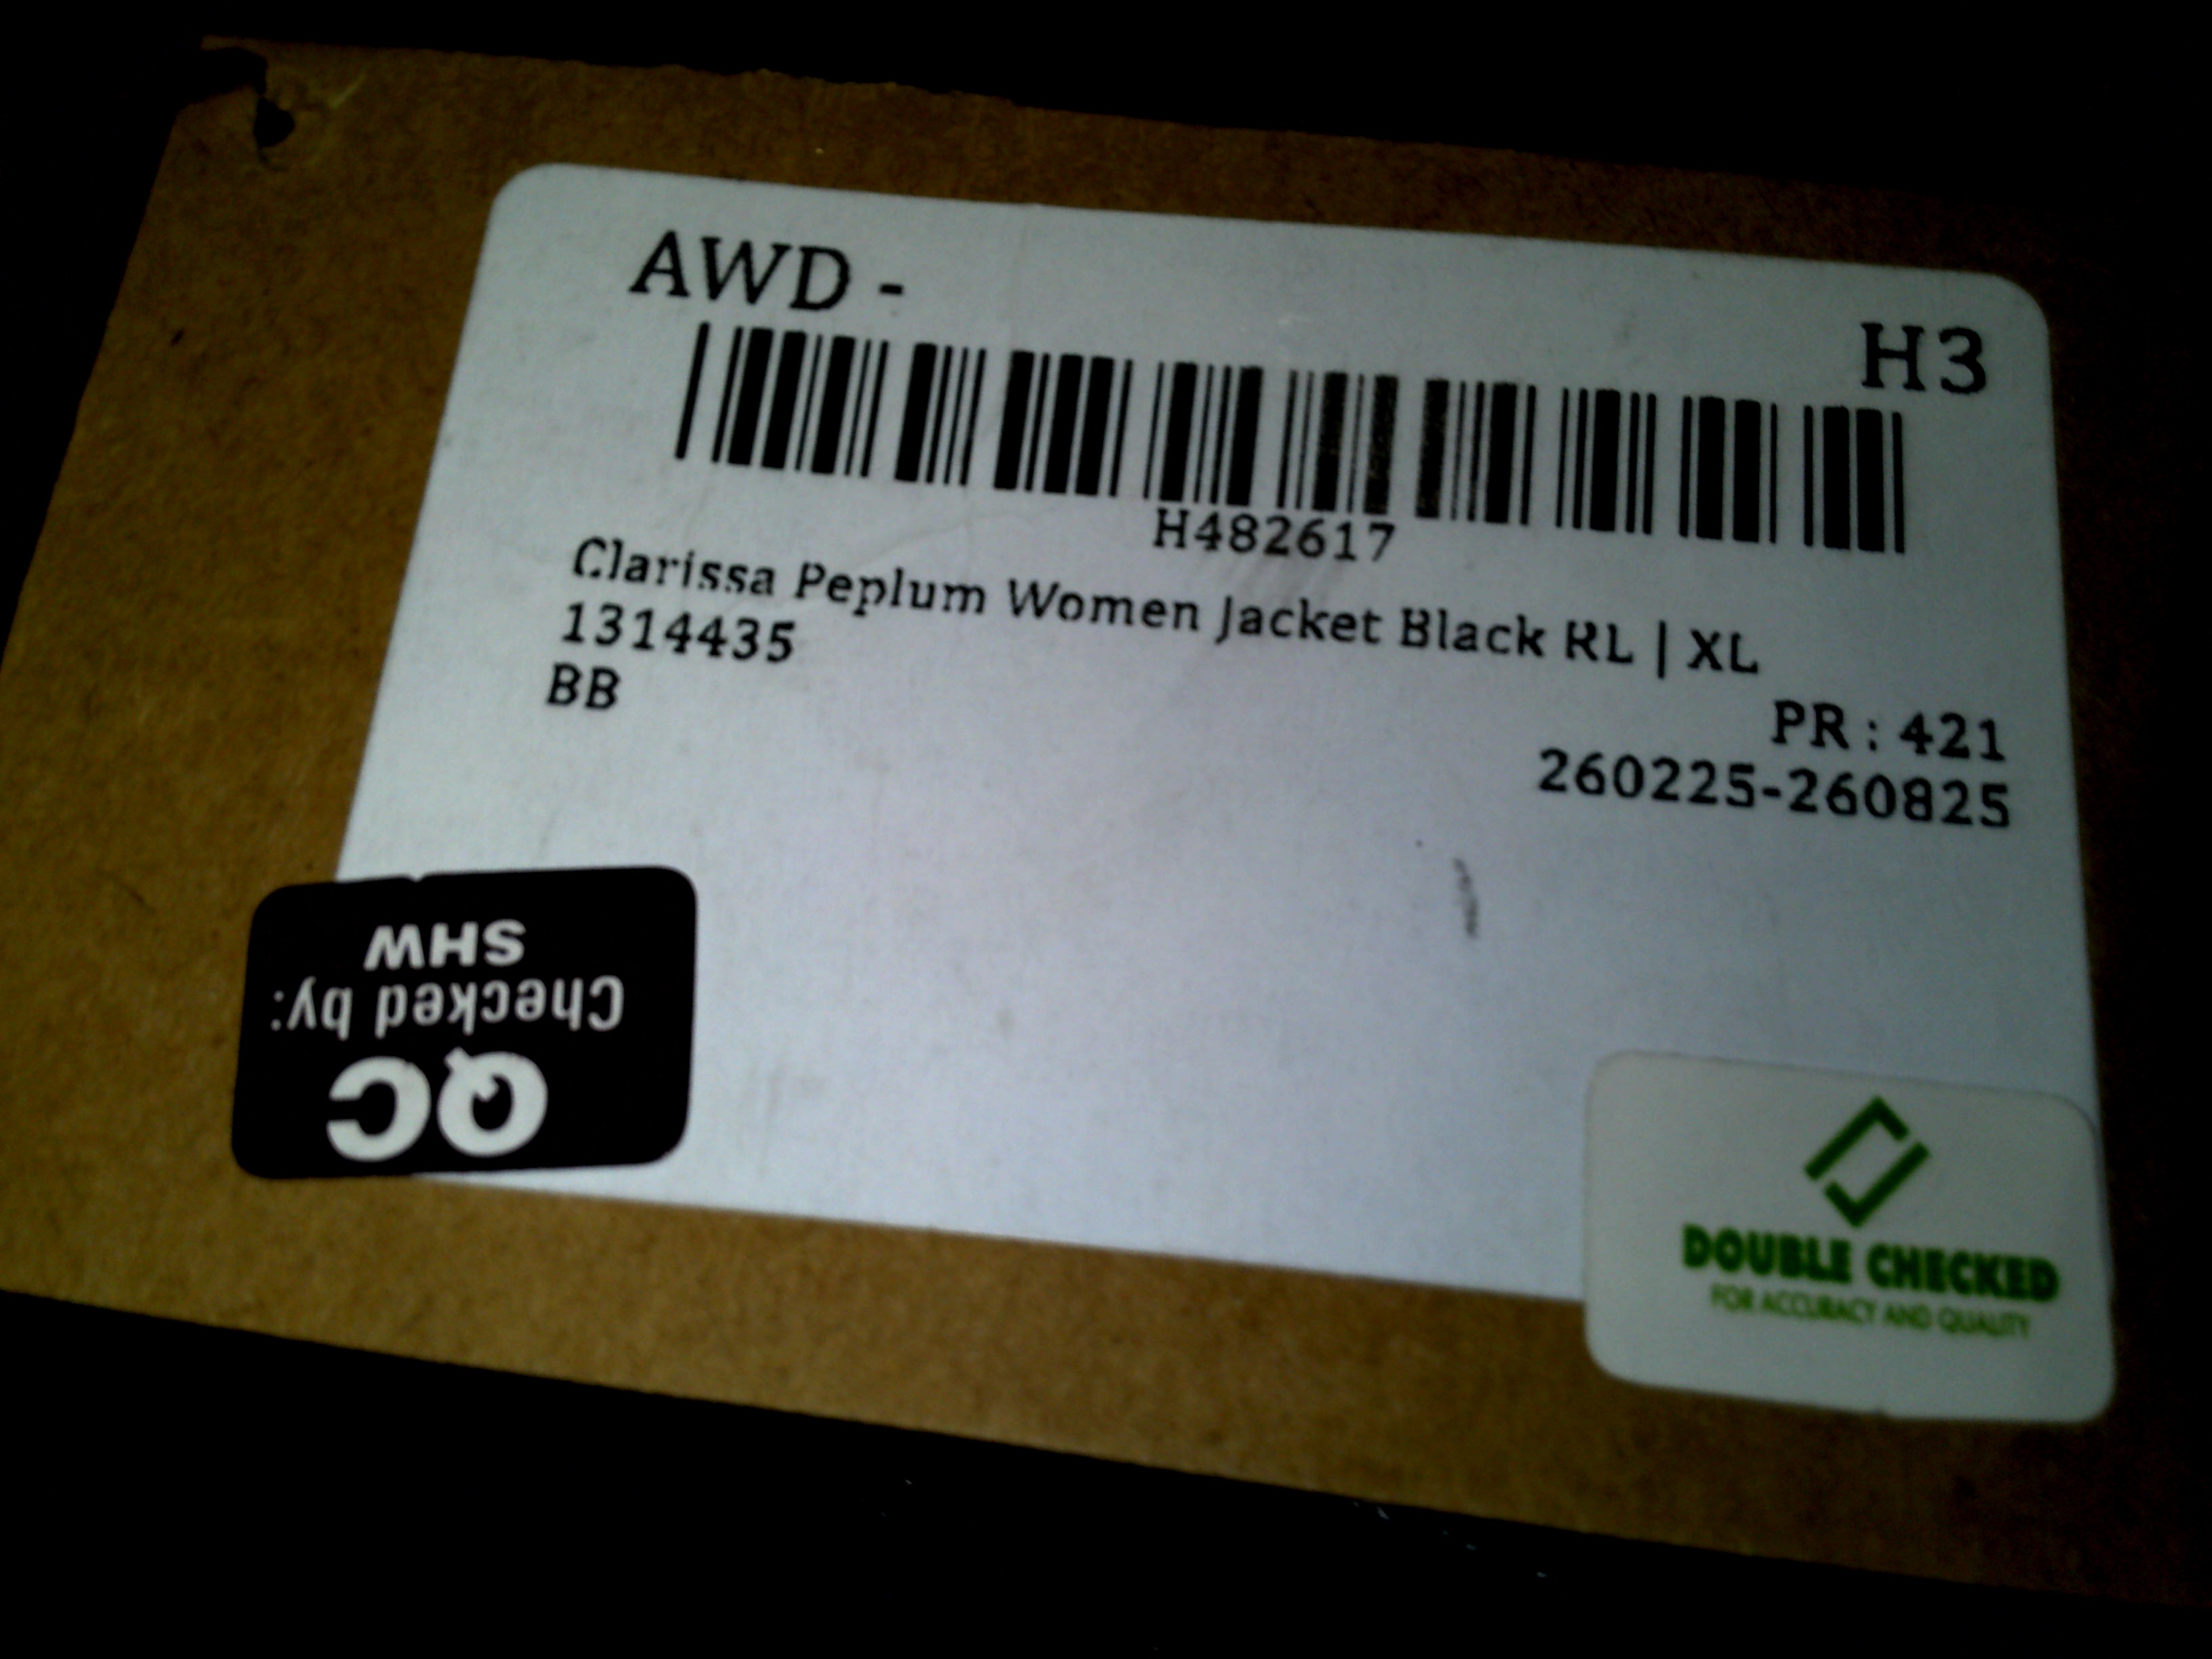 AWD -
H3
H482617
Clarissa Peplum Women Jacket Black RL | XL
1314435
BB
PR : 421
260225-260825
QC
Checked by:
SHW
DOUBLE CHECKED
FOR ACCURACY AND QUALITY